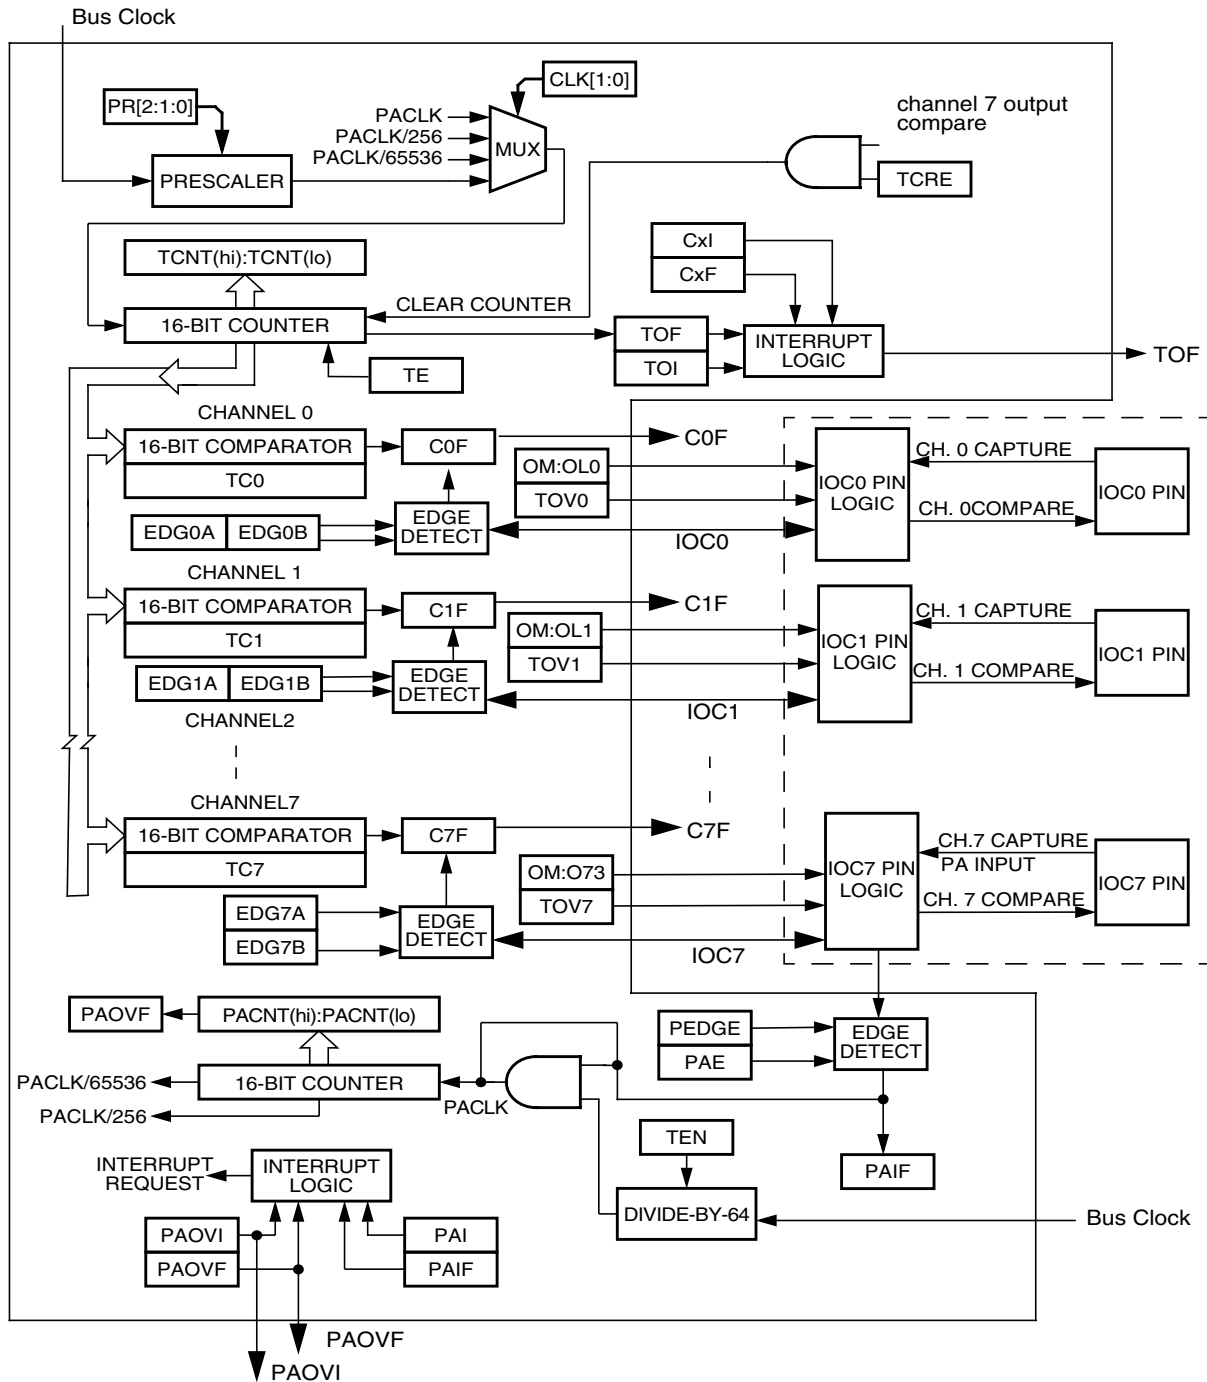 Bus Clock
CLK[1:0]
PR[2:1:0]
channel 7 output
compare
PACLK
PACLK/256
PACLK/65536
MUX
PRESCALER
TCRE
TCNT(hi):TCNT(lo)
CxI
CxF
CLEAR COUNTER
16-BIT COUNTER
TOF
TOI
INTERRUPT
LOGIC
TOF
TE
CHANNEL 0
16-BIT COMPARATOR
TC0
C0F
C0F
OM:OL0
TOV0
IOC0 PIN
LOGIC
CH. 0 CAPTURE
CH. 0COMPARE
IOC0 PIN
EDG0A
EDG0B
EDGE
DETECT
IOC0
CHANNEL 1
16-BIT COMPARATOR
TC1
C1F
C1F
OM:OL1
TOV1
IOC1 PIN
LOGIC
CH. 1 CAPTURE
CH. 1 COMPARE
IOC1 PIN
EDG1A
EDG1B
EDGE
DETECT
IOC1
CHANNEL2
CHANNEL7
16-BIT COMPARATOR
TC7
C7F
C7F
OM:O73
TOV7
IOC7 PIN
LOGIC
CH.7 CAPTURE
PA INPUT
CH. 7 COMPARE
IOC7 PIN
EDG7A
EDG7B
EDGE
DETECT
IOC7
PAOVF
PACNT(hi):PACNT(lo)
PEDGE
PAE
EDGE
DETECT
PACLK/65536
16-BIT COUNTER
PACLK
PACLK/256
TEN
PAIF
INTERRUPT
REQUEST
INTERRUPT
LOGIC
DIVIDE-BY-64
Bus Clock
PAOVI
PAOVF
PAI
PAIF
PAOVF
PAOVI